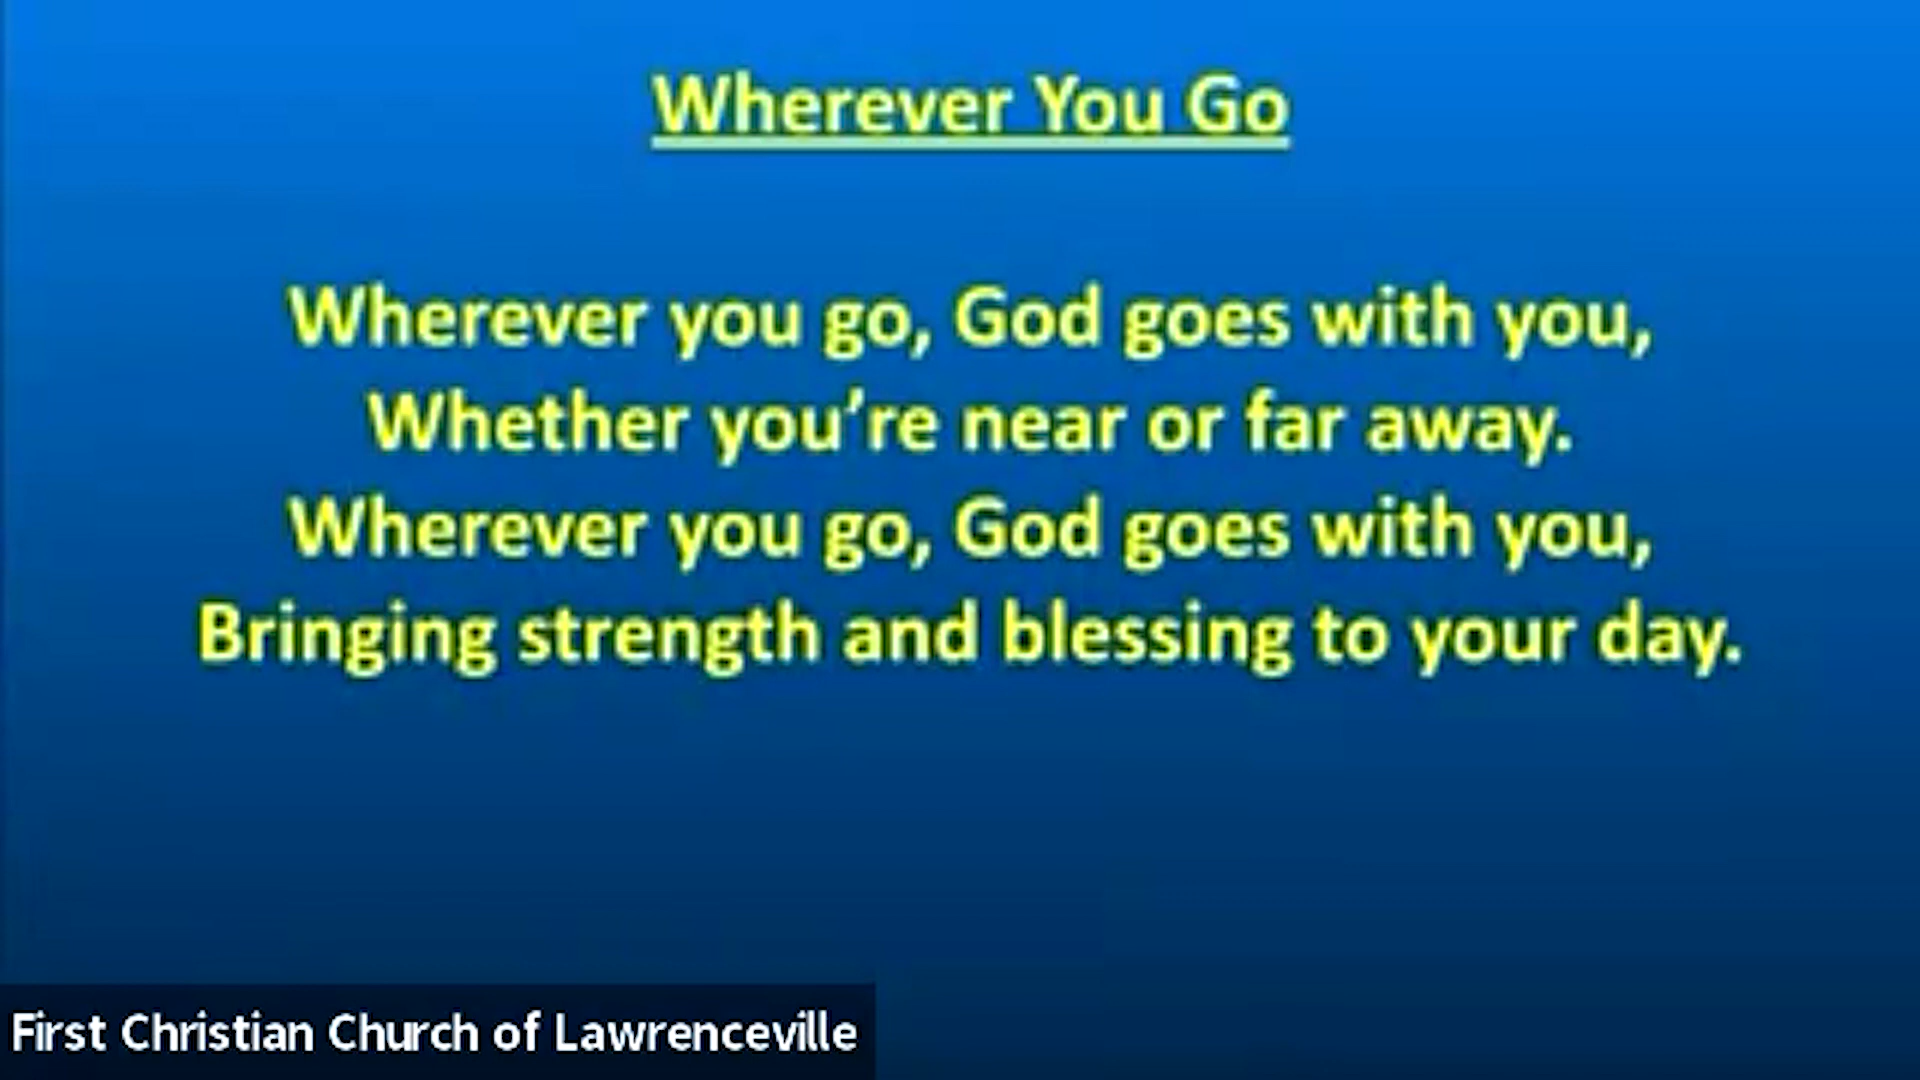 Wherever You Go
Wherever you go, God goes with you,
Whether you’re near or far away.
Wherever you go, God goes with you,
Bringing strength and blessing to your day.
First Christian Church of Lawrenceville